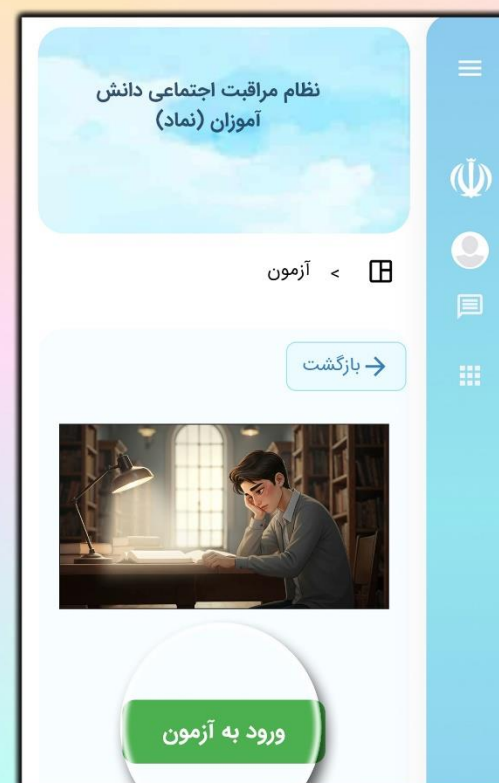 نظام مراقبت اجتماعی دانش
آموزان (نماد)
آزمون >
بازگشت →
ورود به آزمون